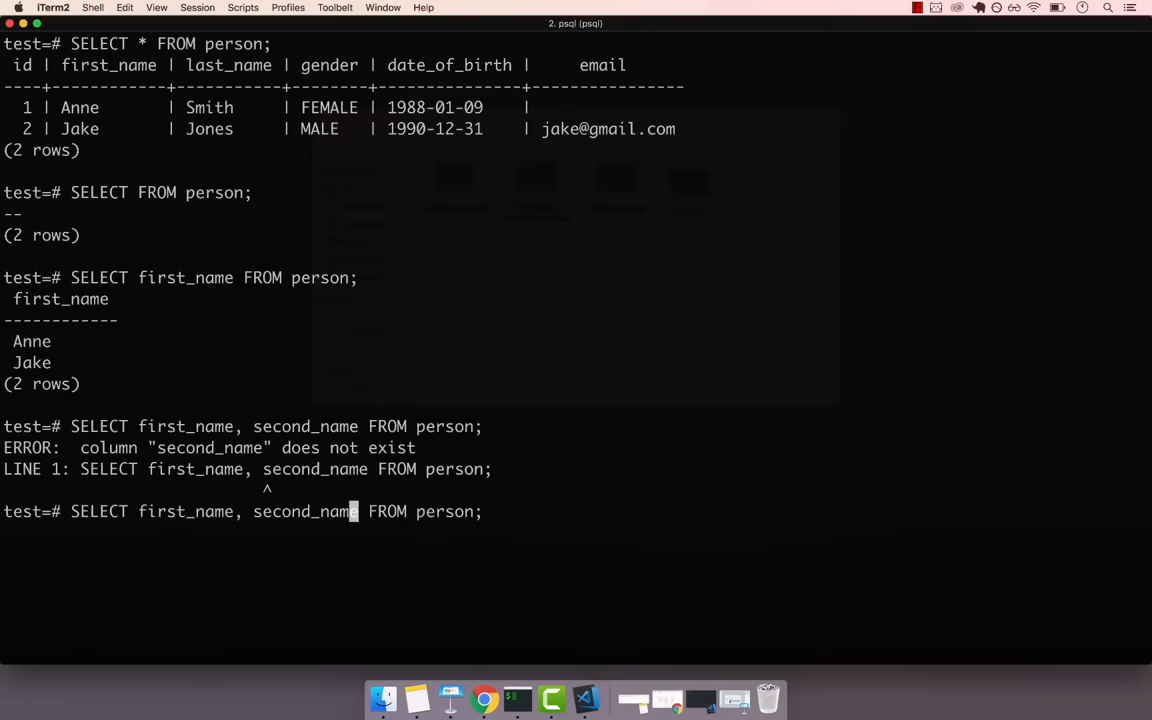 iTerm2 Shell Edit View Session Scripts Profiles Toolbelt Window Help
2. psql (psql)
test=# SELECT * FROM person;
 id | first_name | last_name | gender | date_of_birth |     email
----+------------+-----------+--------+---------------+----------------
  1 | Anne       | Smith     | FEMALE | 1988-01-09    |
  2 | Jake       | Jones     | MALE   | 1990-12-31    | jake@gmail.com
(2 rows)
test=# SELECT FROM person;
--
(2 rows)
test=# SELECT first_name FROM person;
 first_name
------------
 Anne
 Jake
(2 rows)
test=# SELECT first_name, second_name FROM person;
ERROR:  column "second_name" does not exist
LINE 1: SELECT first_name, second_name FROM person;
                           ^
test=# SELECT first_name, second_name FROM person;